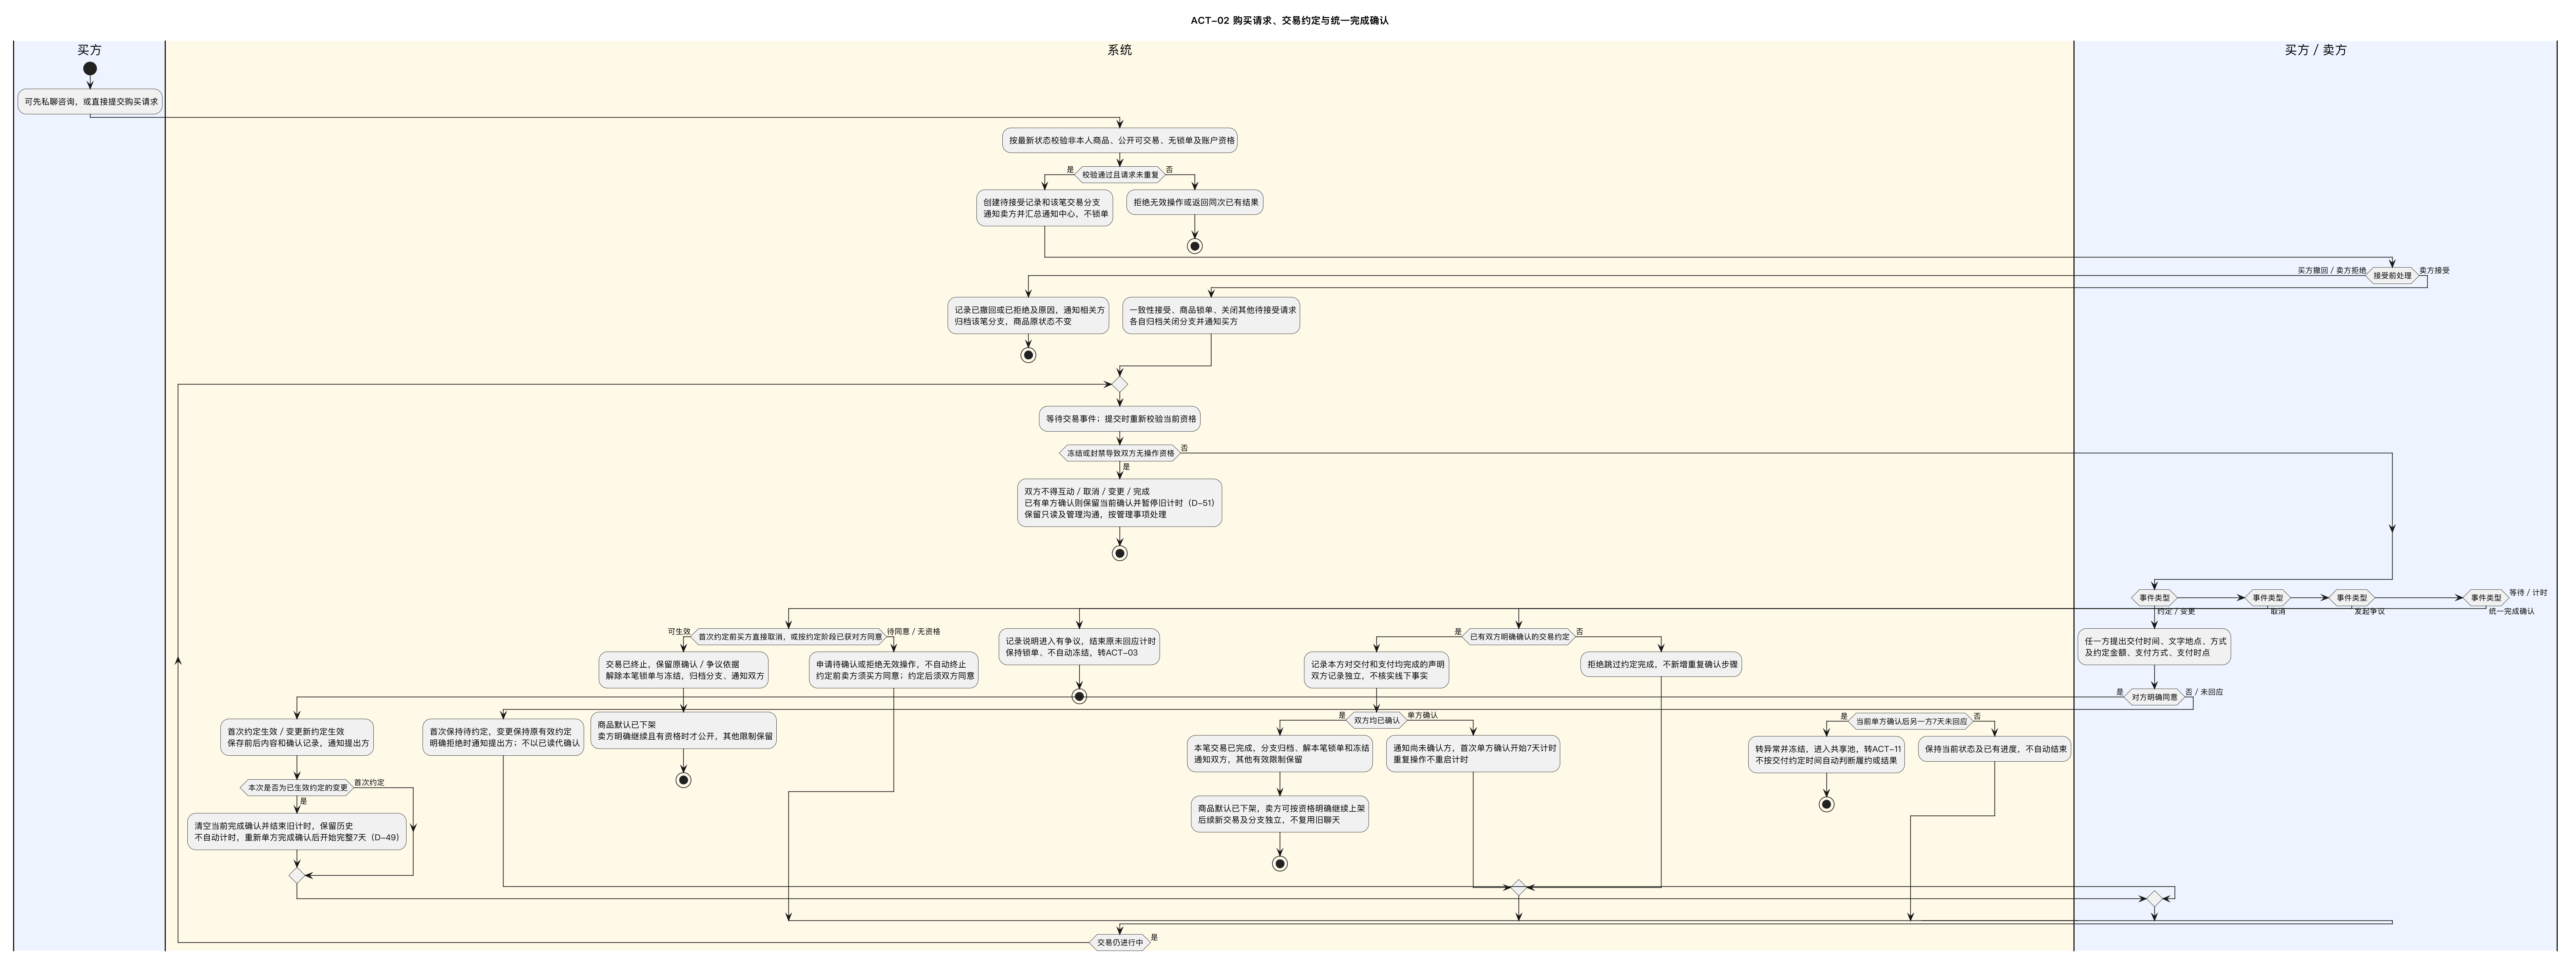 ACT-02 购买请求、交易约定与统一完成确认
买方
系统
买方 / 卖方
可先私聊咨询，或直接提交购买请求
按最新状态校验非本人商品、公开可交易、无锁单及账户资格
是
校验通过且请求未重复
否
创建待接受记录和该笔交易分支
通知卖方并汇总通知中心，不锁单
拒绝无效操作或返回同次已有结果
买方撤回 / 卖方拒绝
接受前处理
卖方接受
记录已撤回或已拒绝及原因，通知相关方
归档该笔分支，商品原状态不变
一致性接受、商品锁单、关闭其他待接受请求
各自归档关闭分支并通知买方
等待交易事件；提交时重新校验当前资格
冻结或封禁导致双方无操作资格
否
是
双方不得互动 / 取消 / 变更 / 完成
已有单方确认则保留当前确认并暂停旧计时（D-51）
保留只读及管理沟通，按管理事项处理
事件类型
约定 / 变更
事件类型
取消
事件类型
发起争议
事件类型
统一完成确认
等待 / 计时
可生效
首次约定前买方直接取消，或按约定阶段已获对方同意
待同意 / 无资格
交易已终止，保留原确认 / 争议依据
解除本笔锁单与冻结，归档分支、通知双方
申请待确认或拒绝无效操作，不自动终止
约定前卖方须买方同意；约定后须双方同意
记录说明进入有争议，结束原未回应计时
保持锁单、不自动冻结，转ACT-03
是
已有双方明确确认的交易约定
否
记录本方对交付和支付均完成的声明
双方记录独立，不核实线下事实
拒绝跳过约定完成，不新增重复确认步骤
任一方提出交付时间、文字地点、方式
及约定金额、支付方式、支付时点
是
对方明确同意
否 / 未回应
首次约定生效 / 变更新约定生效
保存前后内容和确认记录，通知提出方
首次保持待约定，变更保持原有效约定
明确拒绝时通知提出方；不以已读代确认
商品默认已下架
卖方明确继续且有资格时才公开，其他限制保留
是
双方均已确认
单方确认
本笔交易已完成，分支归档、解本笔锁单和冻结
通知双方，其他有效限制保留
通知尚未确认方，首次单方确认开始7天计时
重复操作不重启计时
是
当前单方确认后另一方7天未回应
否
转异常并冻结，进入共享池，转ACT-11
不按交付约定时间自动判断履约或结果
保持当前状态及已有进度，不自动结束
本次是否为已生效约定的变更
首次约定
是
清空当前完成确认并结束旧计时，保留历史
不自动计时，重新单方完成确认后开始完整7天（D-49）
商品默认已下架，卖方可按资格明确继续上架
后续新交易及分支独立，不复用旧聊天
交易仍进行中
是